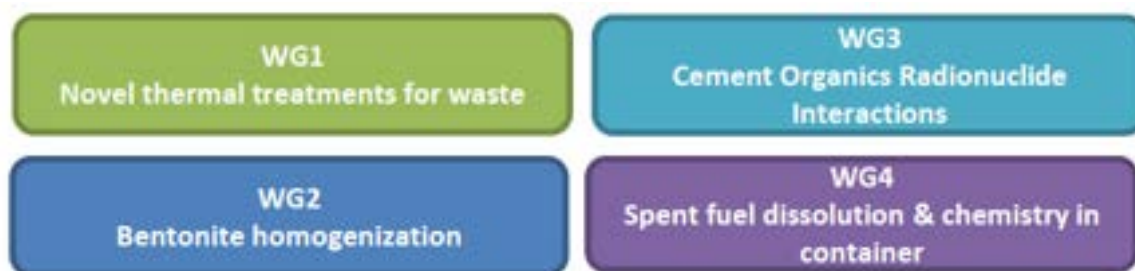 WG1
Novel thermal treatments for waste
WG2
Bentonite homogenization
WG3
Cement Organics Radionuclide
Interactions
WG4
Spent fuel dissolution & chemistry in
container